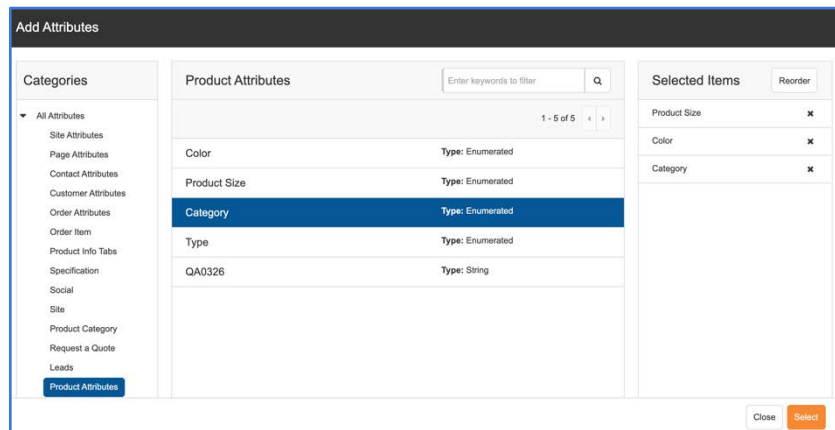 Add Attributes
Categories
All Attributes
Site Attributes
Page Attributes
Contact Attributes
Customer Attributes
Order Attributes
Order Item
Product Info Tabs
Specification
Social
Site
Product Category
Request a Quote
Leads
Product Attributes
Product Attributes
Enter keywords to filter
1 - 5 of 5
Color Type: Enumerated
Product Size Type: Enumerated
Category Type: Enumerated
Type Type: Enumerated
QA0326 Type: String
Selected Items Reorder
Product Size
Color
Category
Close Select